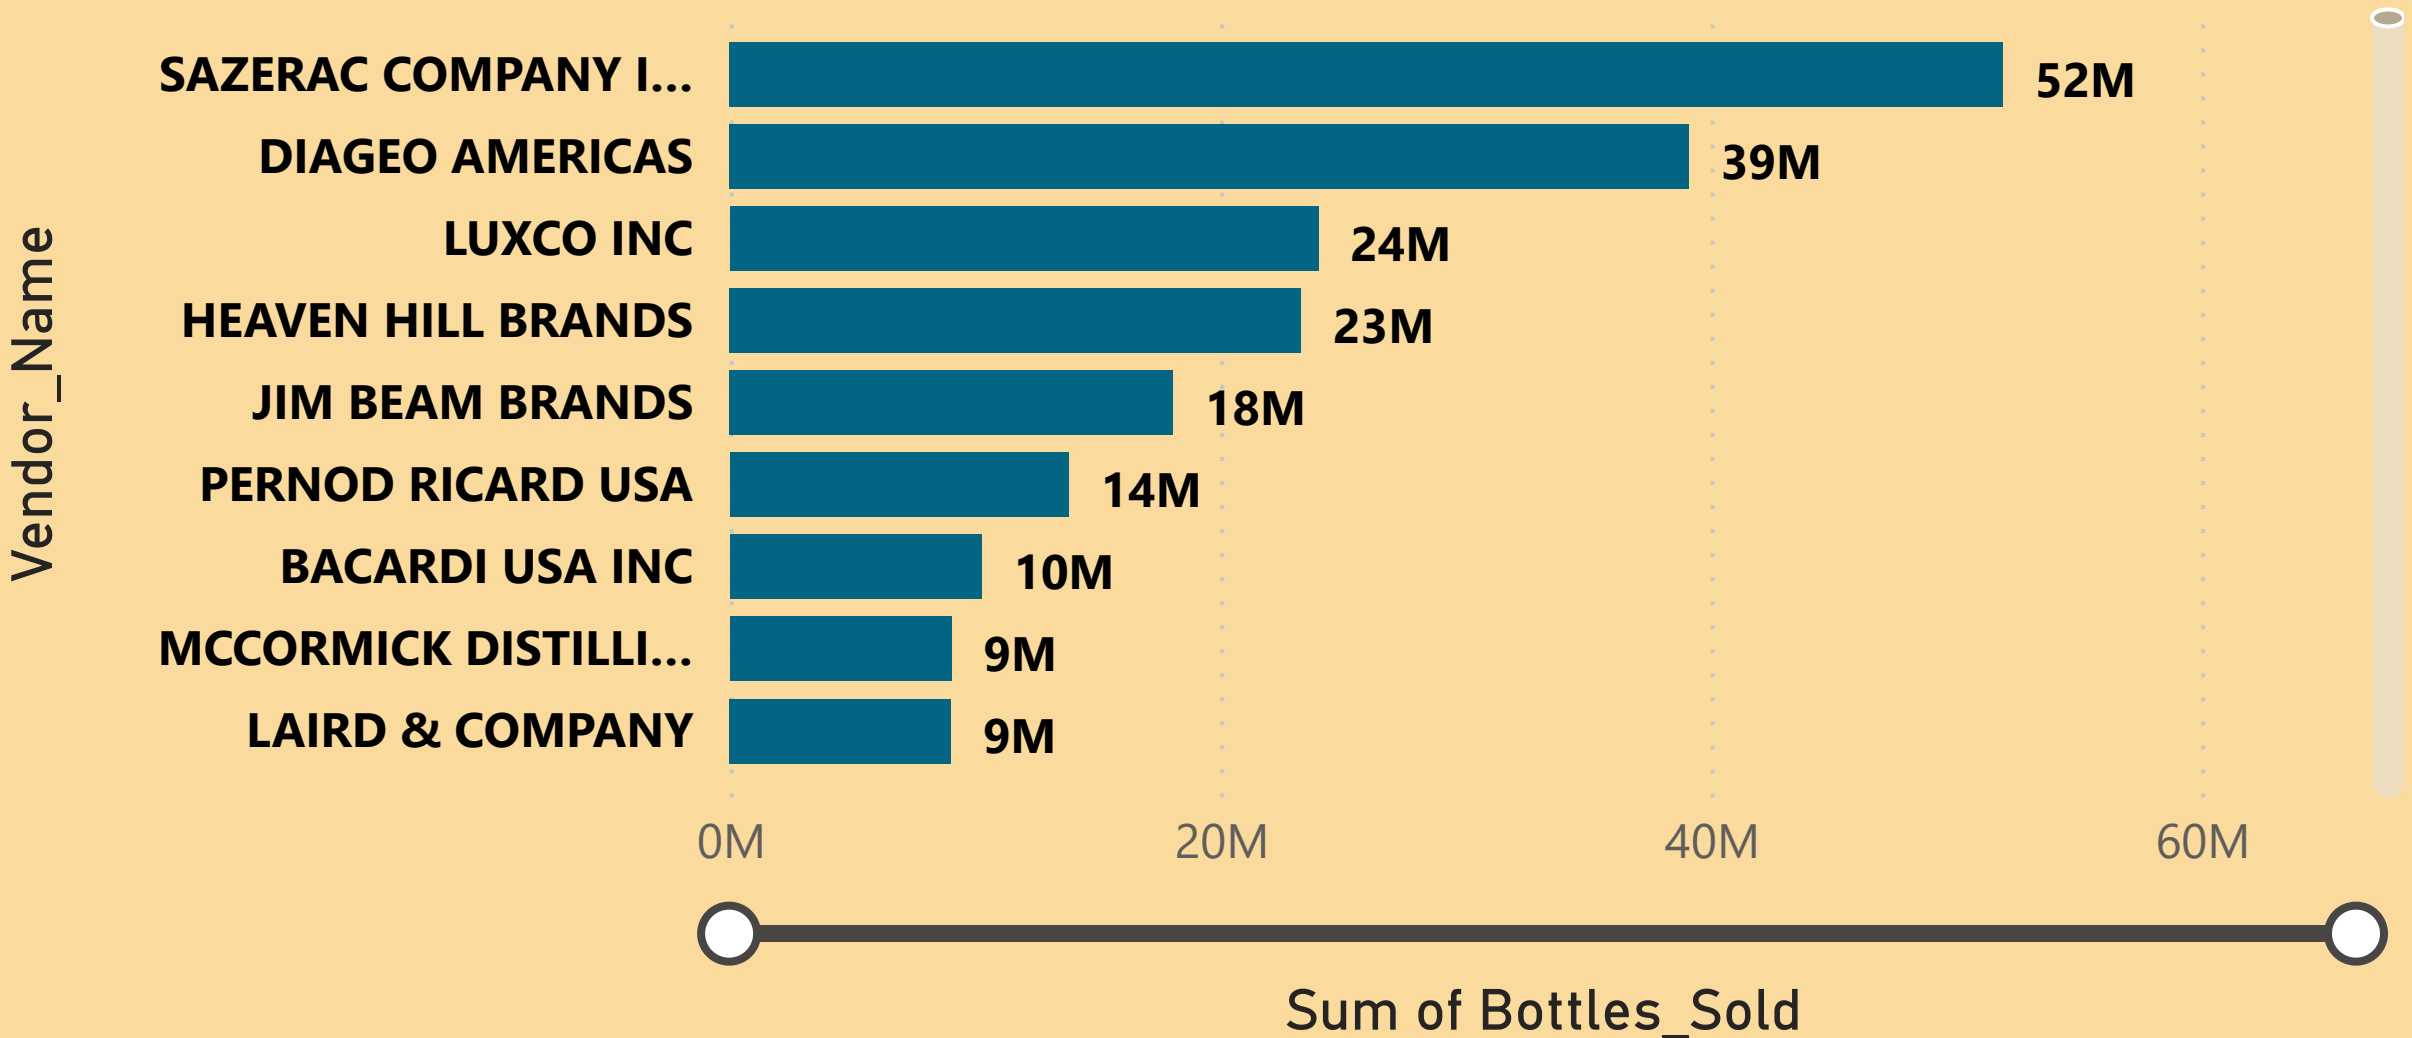 Vendor_Name
SAZERAC COMPANY I... 52M
DIAGEO AMERICAS 39M
LUXCO INC 24M
HEAVEN HILL BRANDS 23M
JIM BEAM BRANDS 18M
PERNOD RICARD USA 14M
BACARDI USA INC 10M
MCCORMICK DISTILLI... 9M
LAIRD & COMPANY 9M
0M 20M 40M 60M
Sum of Bottles_Sold